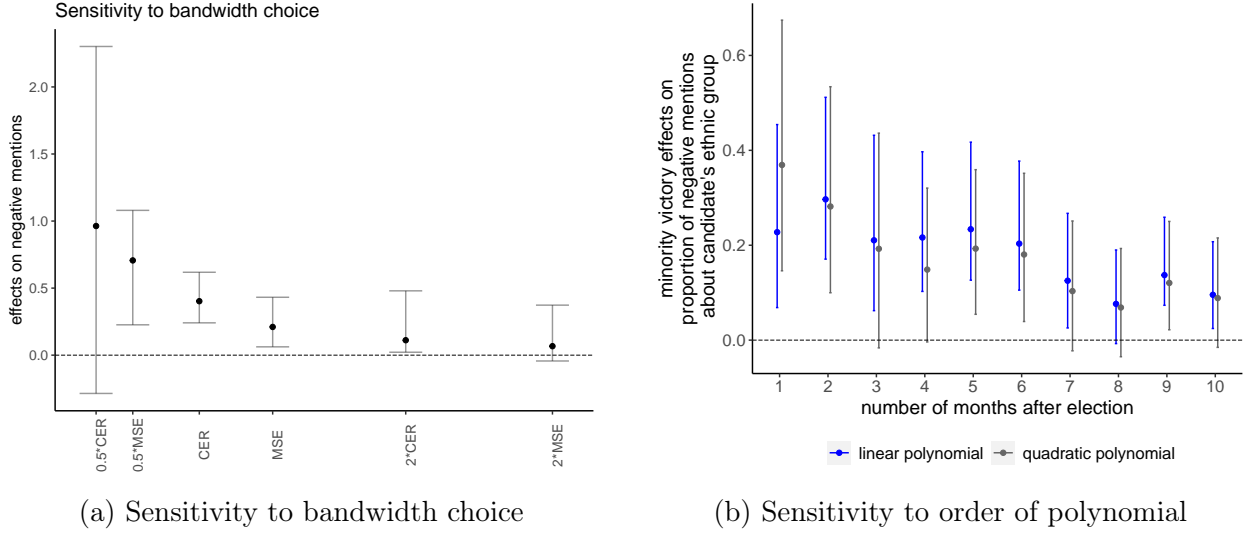 Sensitivity to bandwidth choice
effects on negative mentions
2.0
1.5
1.0
0.5
0.0
0.5*CER
0.5*MSE
CER
MSE
2*CER
2*MSE
(a) Sensitivity to bandwidth choice
minority victory effects on
proportion of negative mentions
about candidate's ethnic group
0.6
0.4
0.2
0.0
1 2 3 4 5 6 7 8 9 10
number of months after election
linear polynomial quadratic polynomial
(b) Sensitivity to order of polynomial